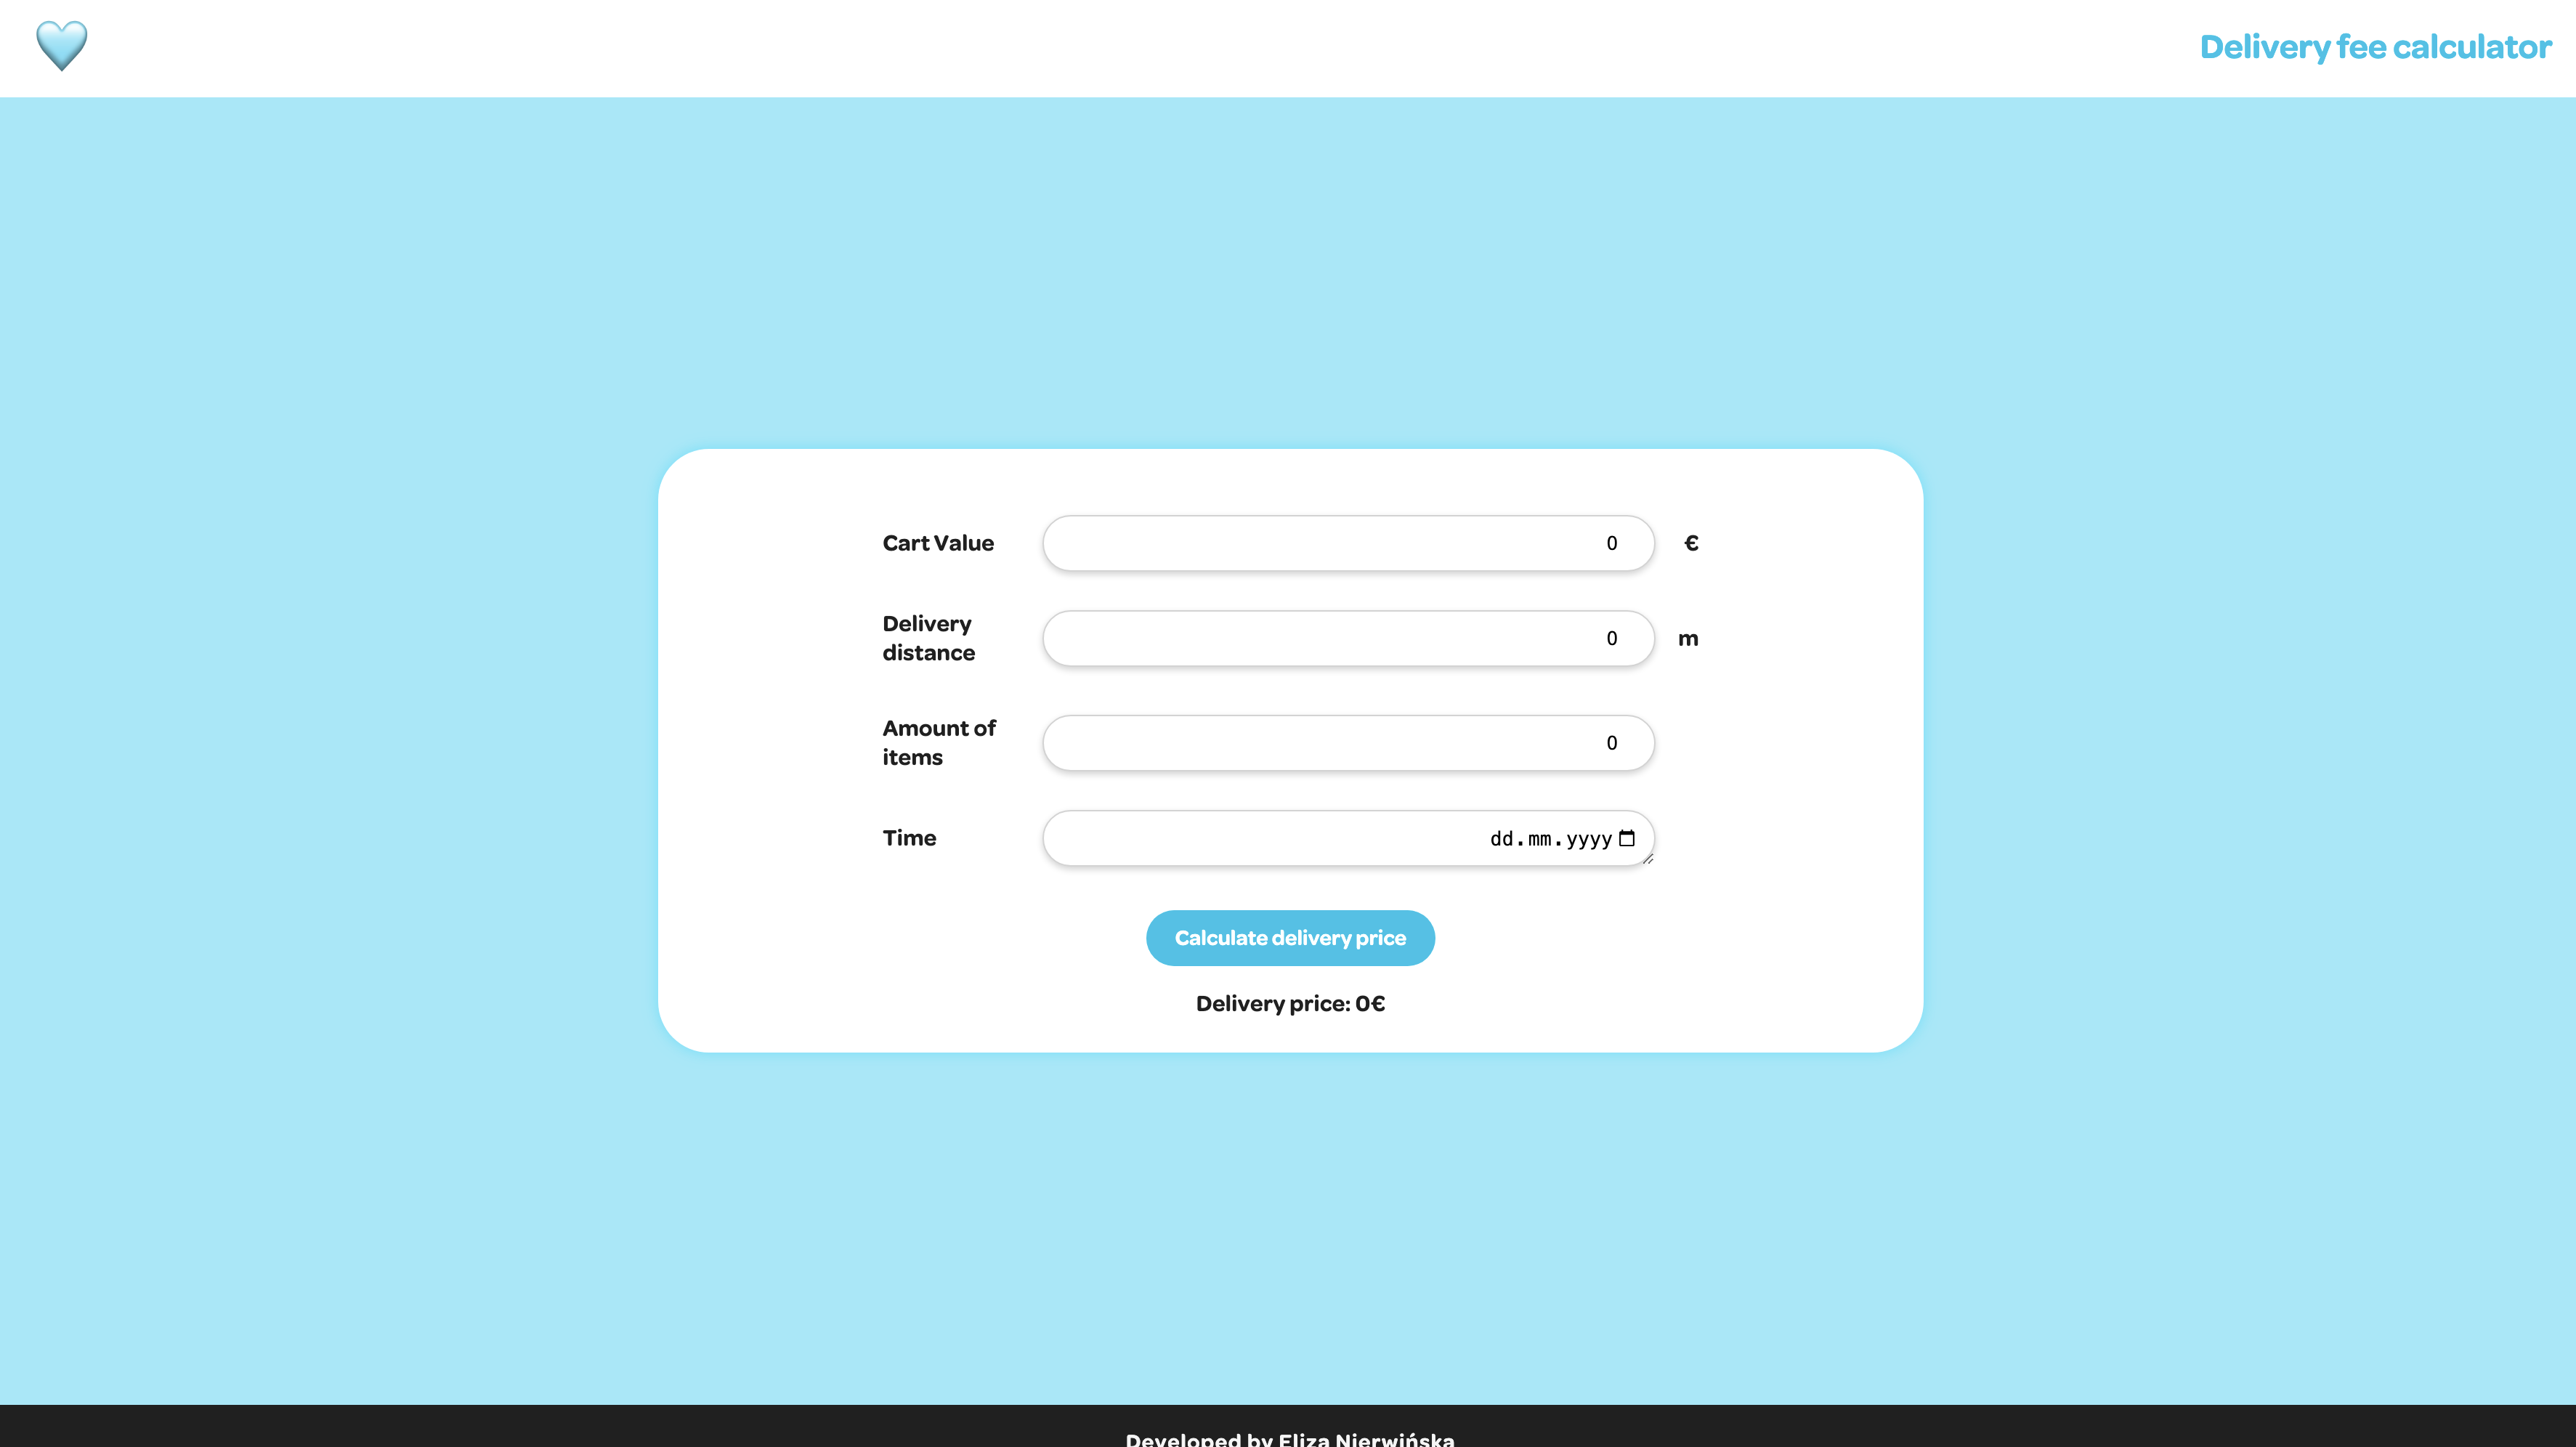 Delivery fee calculator
Cart Value 0 €
Delivery
distance 0 m
Amount of
items 0
Time dd.mm.yyyy
Calculate delivery price
Delivery price: 0€
Developed by Eliza Nierwińska